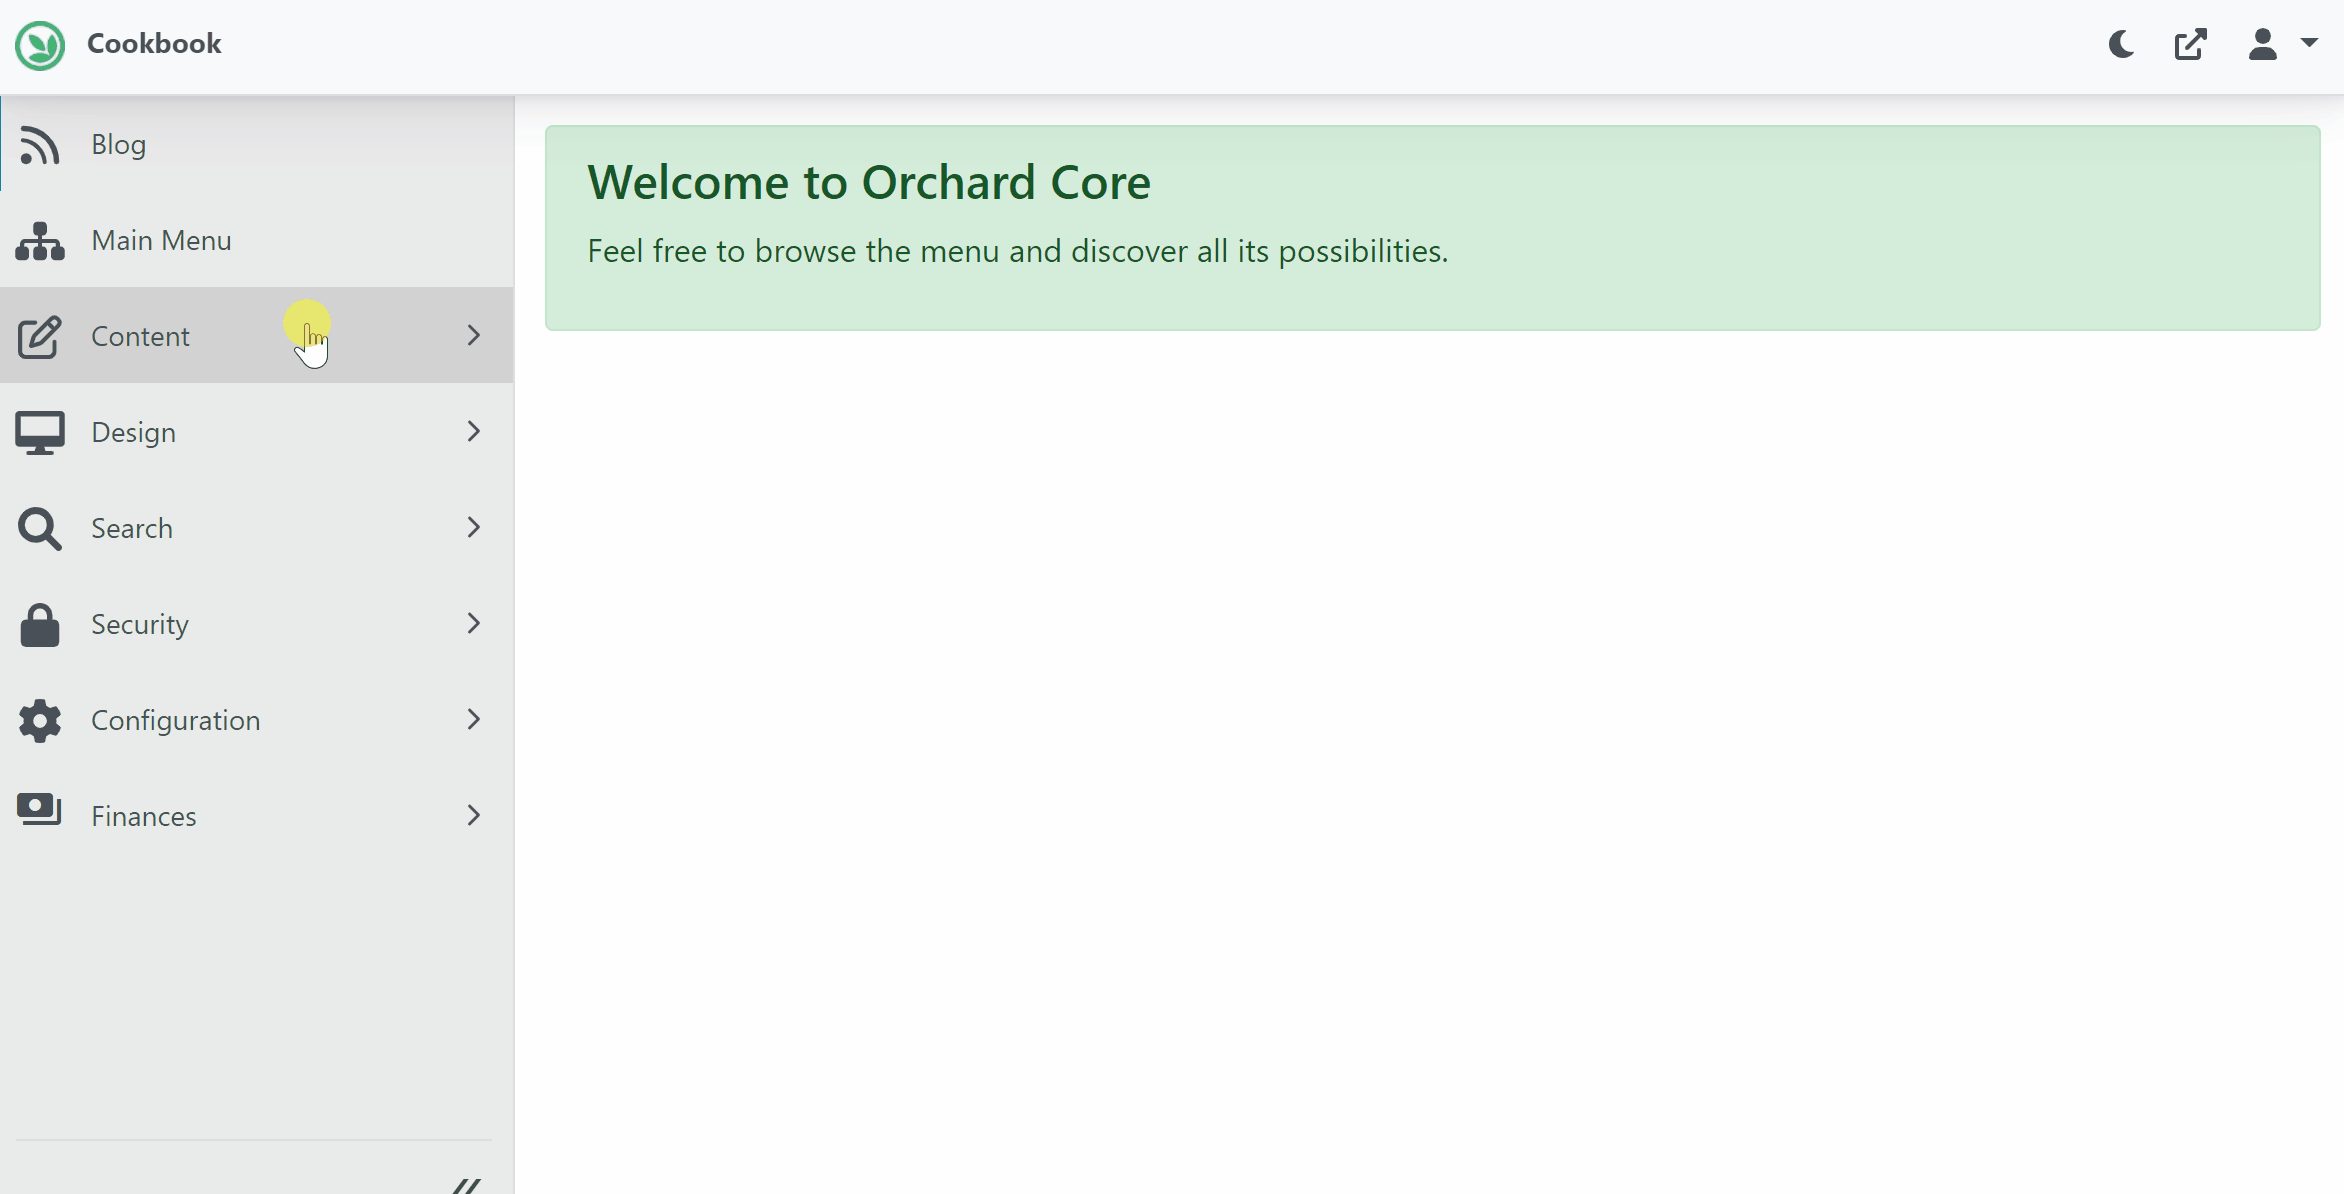 Cookbook
Blog
Main Menu
Content
Design
Search
Security
Configuration
Finances
Welcome to Orchard Core
Feel free to browse the menu and discover all its possibilities.